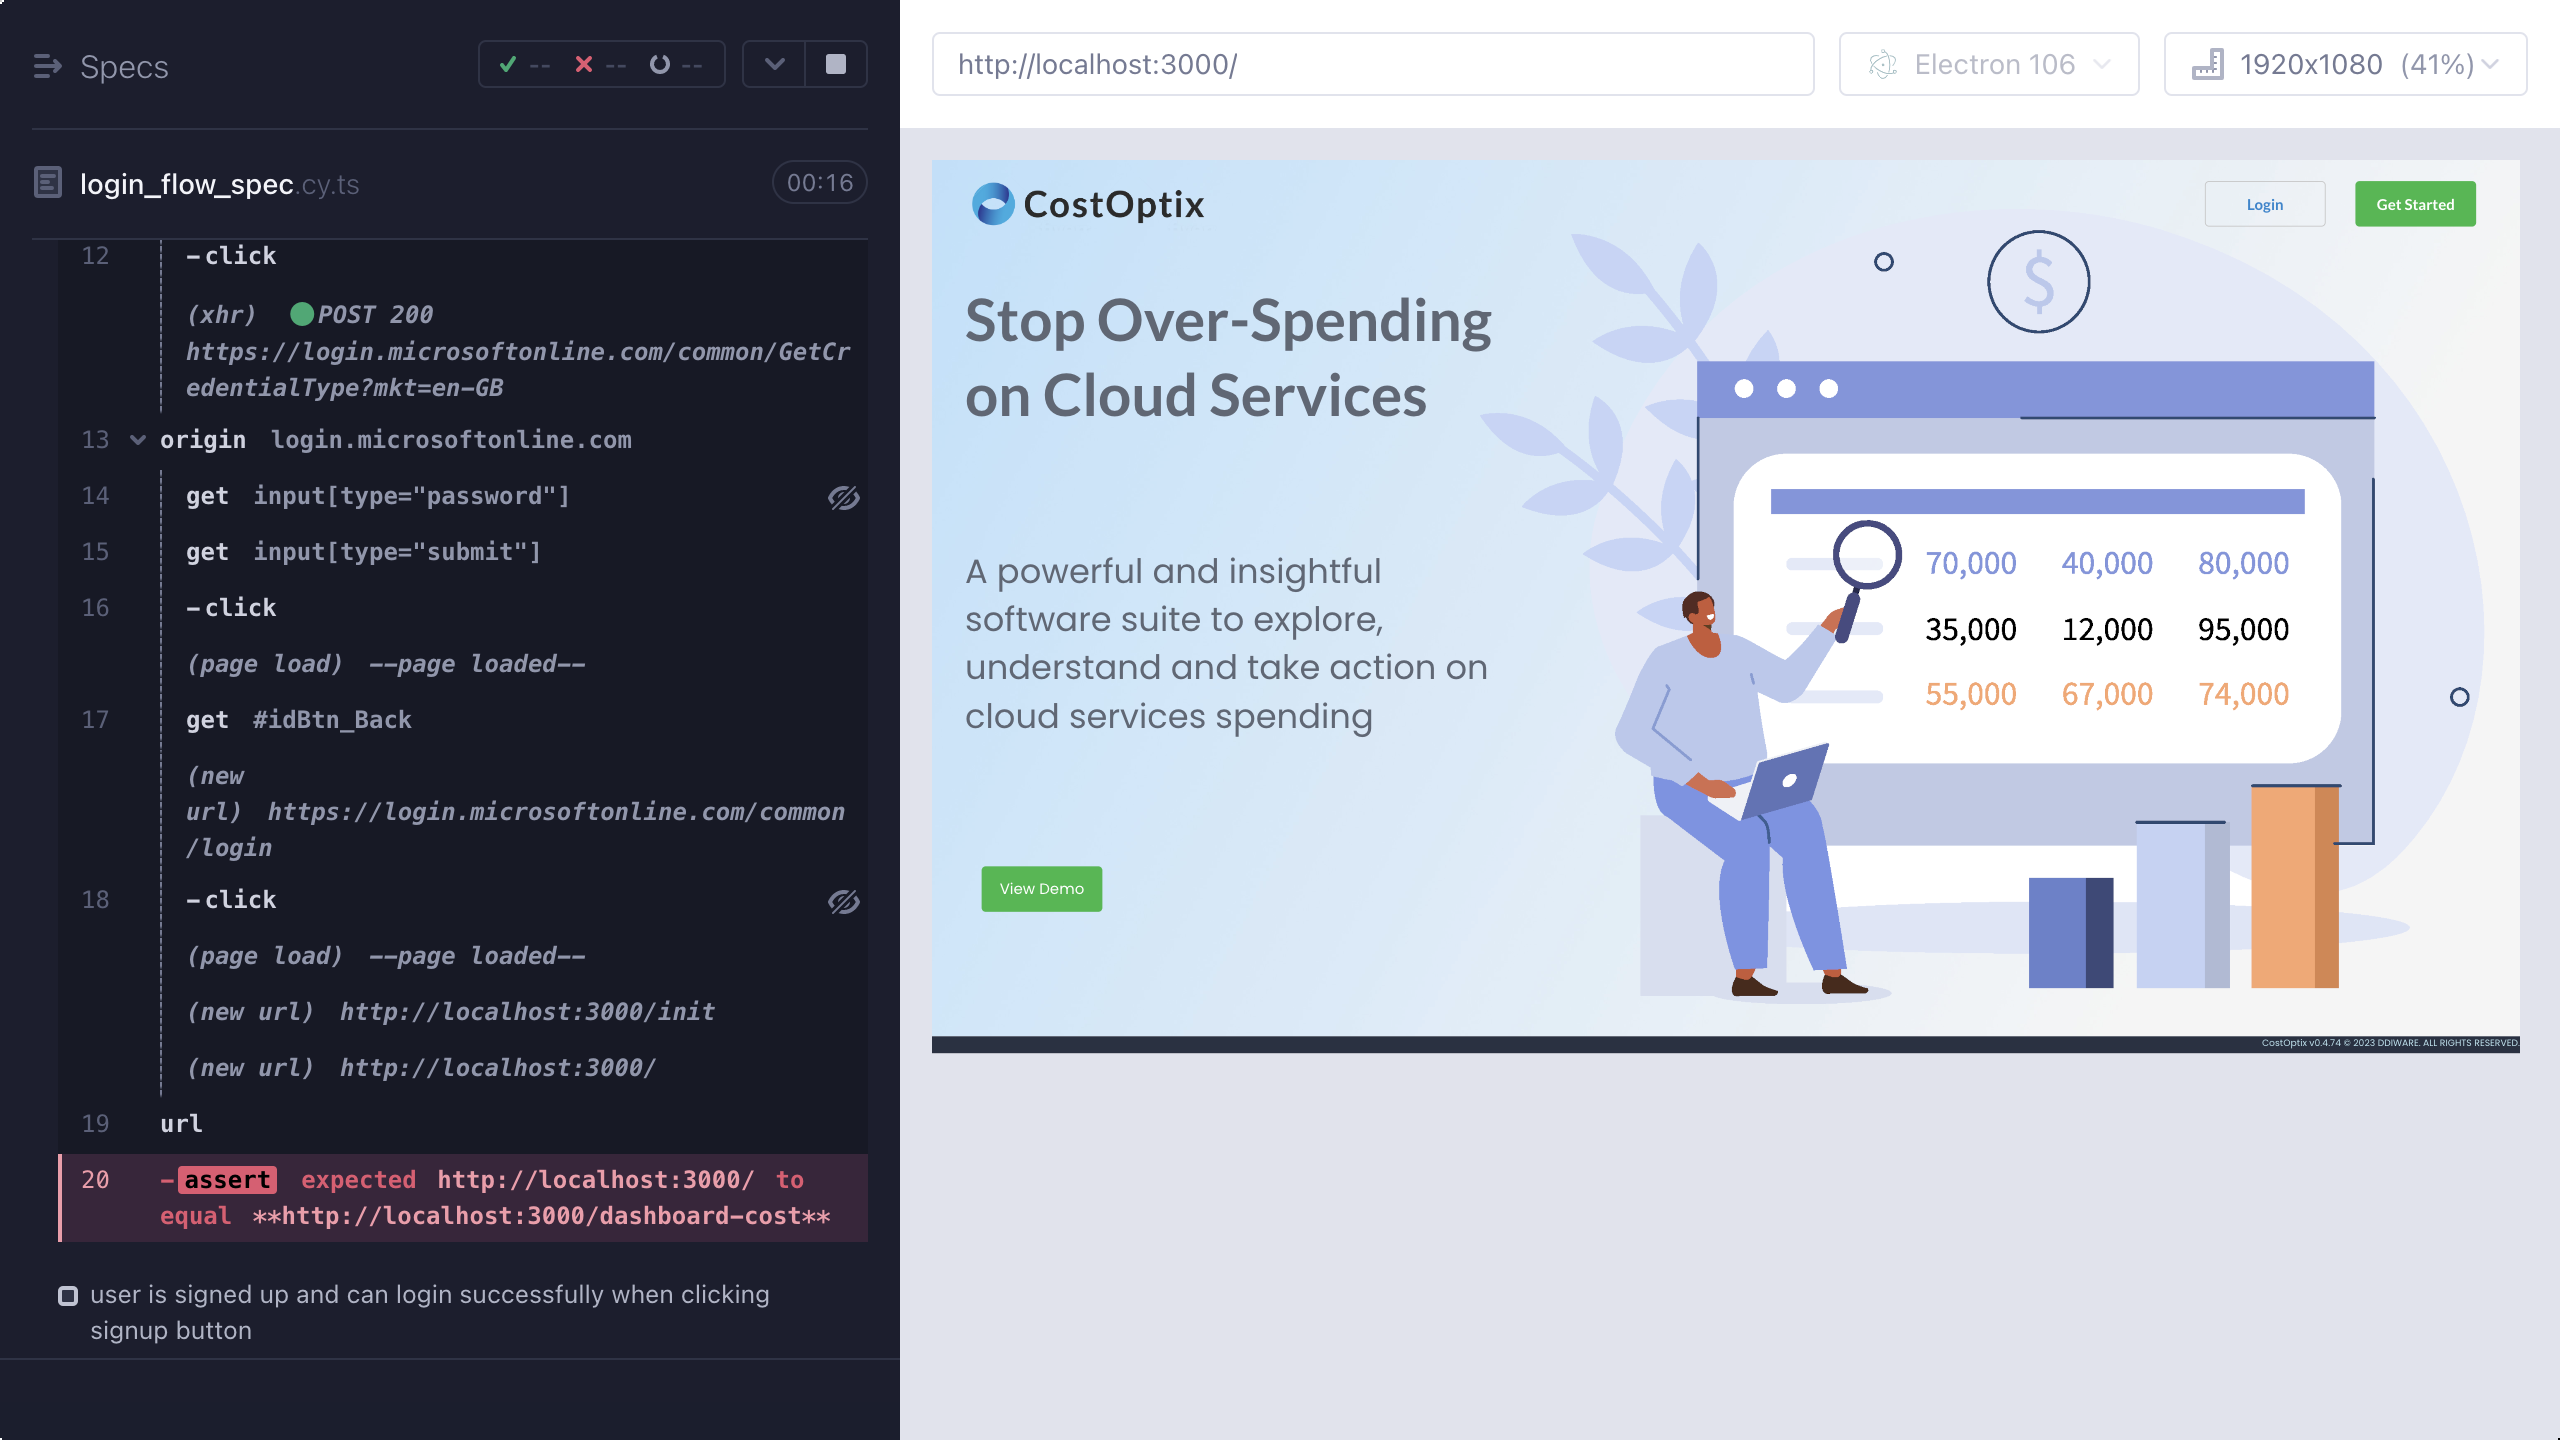 Specs
-- -- --
login_flow_spec.cy.ts 00:16
12 -click
(xhr) POST 200
https://login.microsoftonline.com/common/GetCr
edentialType?mkt=en-GB
13 origin login.microsoftonline.com
14 get input[type="password"]
15 get input[type="submit"]
16 -click
(page load) --page loaded--
17 get #idBtn_Back
(new
url) https://login.microsoftonline.com/common
/login
18 -click
(page load) --page loaded--
(new url) http://localhost:3000/init
(new url) http://localhost:3000/
19 url
20 -assert expected http://localhost:3000/ to
equal **http://localhost:3000/dashboard-cost**
user is signed up and can login successfully when clicking
signup button
http://localhost:3000/ Electron 106 1920x1080 (41%)
CostOptix Login Get Started
Stop Over-Spending
on Cloud Services
A powerful and insightful
software suite to explore,
understand and take action on
cloud services spending
View Demo
$
70,000 40,000 80,000
35,000 12,000 95,000
55,000 67,000 74,000
CostOptix v0.4.74 © 2023 DDIWARE. ALL RIGHTS RESERVED.